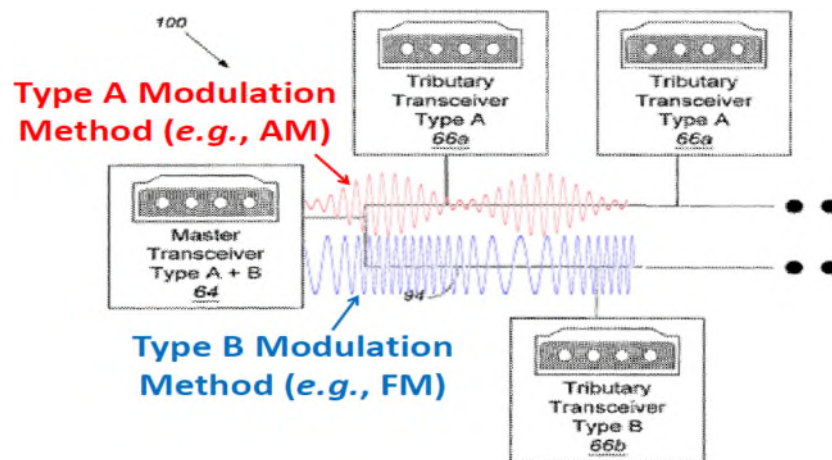 100
Type A Modulation
Method (e.g., AM)
Tributary
Transceiver
Type A
66a
Tributary
Transceiver
Type A
66a
Master
Transceiver
Type A + B
64
94
Type B Modulation
Method (e.g., FM)
Tributary
Transceiver
Type B
66b